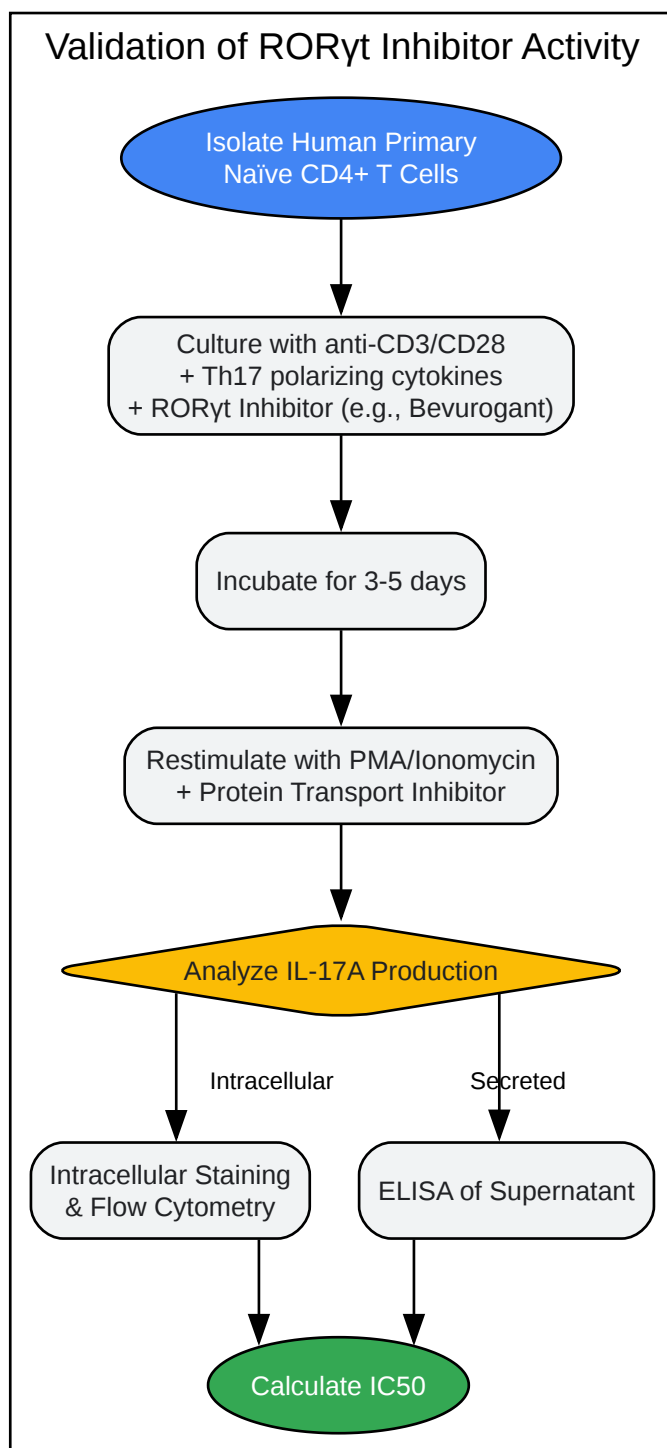 Validation of RORγt Inhibitor Activity
Isolate Human Primary
Naïve CD4+ T Cells
Culture with anti-CD3/CD28
+ Th17 polarizing cytokines
+ RORγt Inhibitor (e.g., Bevurogant)
Incubate for 3-5 days
Restimulate with PMA/Ionomycin
+ Protein Transport Inhibitor
Analyze IL-17A Production
Intracellular
Secreted
Intracellular Staining
& Flow Cytometry
ELISA of Supernatant
Calculate IC50